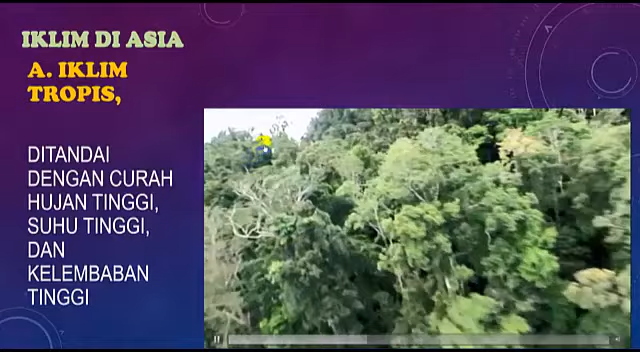 IKLIM DI ASIA
A. IKLIM
TROPIS,
DITANDAI
DENGAN CURAH
HUJAN TINGGI,
SUHU TINGGI,
DAN
KELEMBABAN
TINGGI